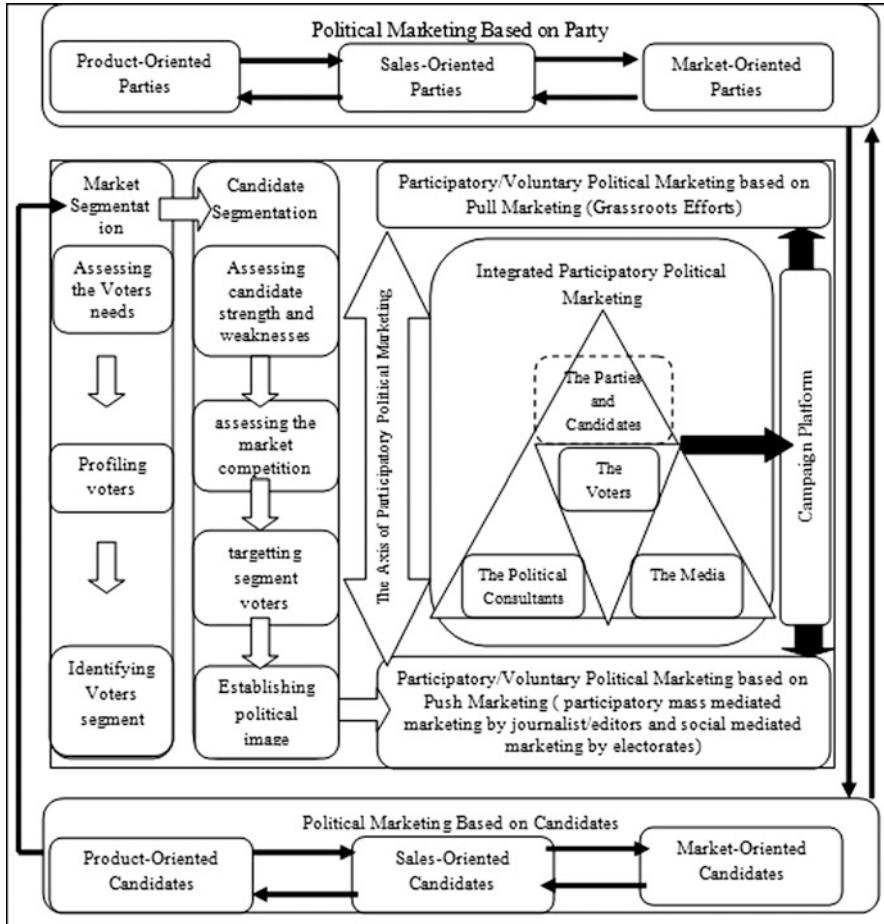 Political Marketing Based on Party
Product-Oriented
Parties
Sales-Oriented
Parties
Market-Oriented
Parties
Market
Segmentat
ion
Assessing
the Voters
needs
Profiling
voters
Identifying
Voters
segment
Candidate
Segmentation
Assessing
candidate
strength and
weaknesses
assessing the
market
competition
targetting
segment
voters
Establishing
political
image
The Axis of Participatory Political Marketing
Participatory/Voluntary Political Marketing based on
Pull Marketing (Grassroots Efforts)
Integrated Participatory Political
Marketing
The Parties
and
Candidates
The
Voters
The Political
Consultants
The Media
Campaign Platform
Participatory/Voluntary Political Marketing based on
Push Marketing ( participatory mass mediated
marketing by journalist/editors and social mediated
marketing by electorates)
Political Marketing Based on Candidates
Product-Oriented
Candidates
Sales-Oriented
Candidates
Market-Oriented
Candidates